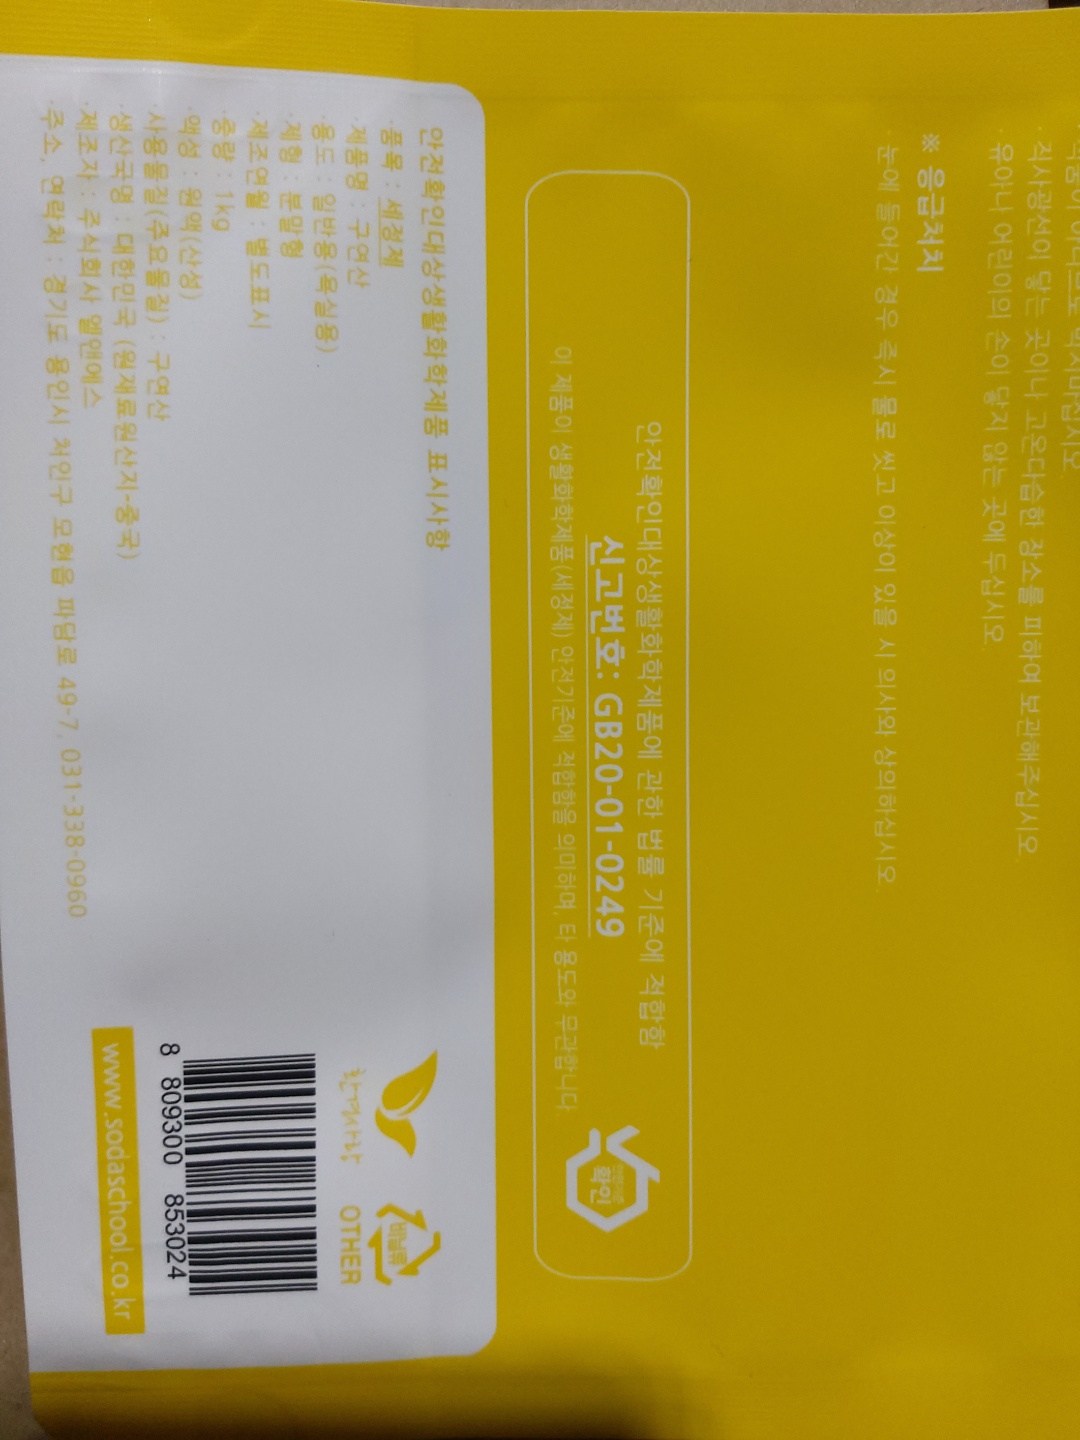 직사광선이 닿는 곳이나 고온다습한 장소를 피하여 보관해주십시오.
유아나 어린이의 손이 닿지 않는 곳에 두십시오.
※ 응급처치
· 눈에 들어간 경우 즉시 물로 씻고 이상이 있을 시 의사와 상의하십시오.
안전확인대상생활화학제품에 관한 법률 기준에 적합함
신고번호: GB20-01-0249
이 제품이 생활화학제품(세정제) 안전기준에 적합함을 의미하며, 타 용도와 무관합니다.
확인
안전확인대상생활화학제품 표시사항
·품목 : 세정제
·제품명 : 구연산
·용도 : 일반용(욕실용)
·제형 : 분말형
·제조연월 : 별도표시
·중량 : 1kg
·액성 : 원액(산성)
·사용물질(주요물질) : 구연산
·생산국명 : 대한민국 (원재료원산지-중국)
·제조자 : 주식회사 웰앤에스
·주소, 연락처 : 경기도 용인시 처인구 모현읍 파담로 49-7, 031-338-0960
환경사랑
비닐류
OTHER
8 809300 853024
www.sodaschool.co.kr